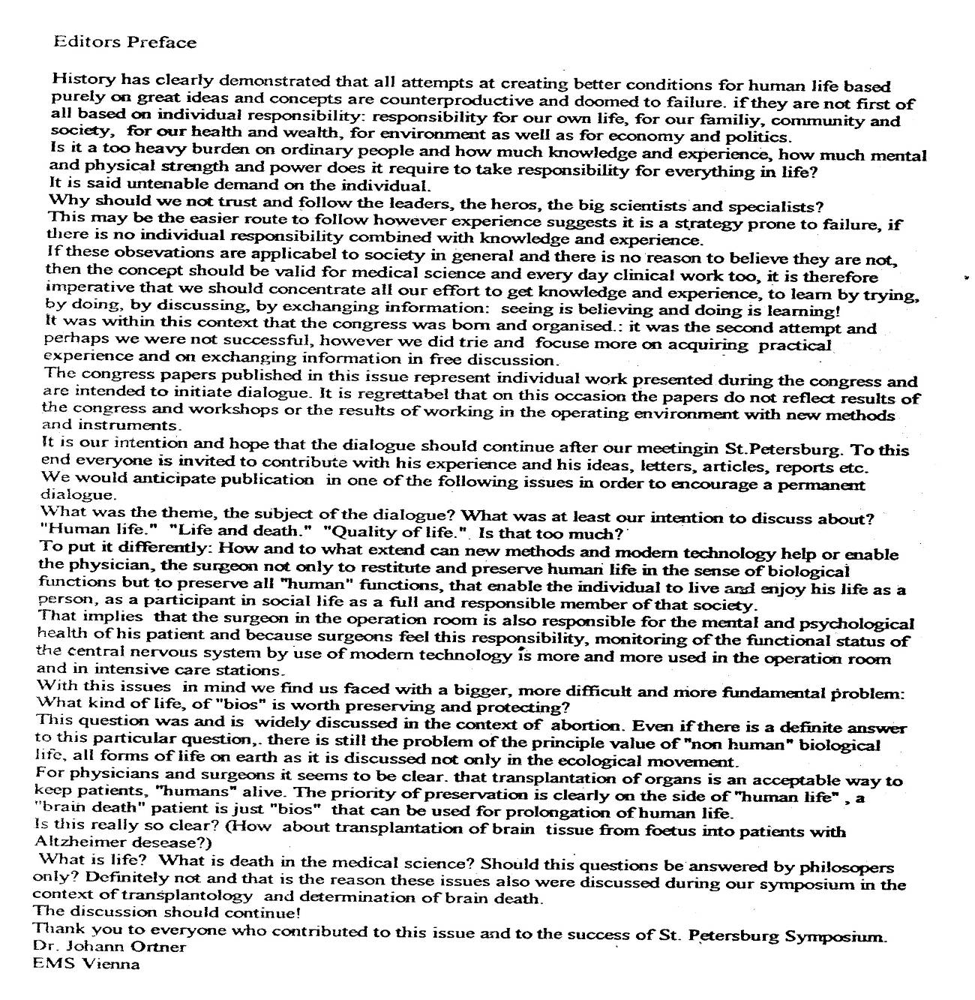 Editors Preface
History has clearly demonstrated that all attempts at creating better conditions for human life based
purely on great ideas and concepts are counterproductive and doomed to failure. if they are not first of
all based on individual responsibility: responsibility for our own life, for our familiy, community and
society, for our health and wealth, for environment as well as for economy and politics.
Is it a too heavy burden on ordinary people and how much knowledge and experience, how much mental
and physical strength and power does it require to take responsibility for everything in life?
It is said untenable demand on the individual.
Why should we not trust and follow the leaders, the heros, the big scientists and specialists?
This may be the easier route to follow however experience suggests it is a strategy prone to failure, if
there is no individual responsibility combined with knowledge and experience.
If these obsevations are applicabel to society in general and there is no reason to believe they are not,
then the concept should be valid for medical science and every day clinical work too, it is therefore
imperative that we should concentrate all our effort to get knowledge and experience, to learn by trying,
by doing, by discussing, by exchanging information: seeing is believing and doing is learning!
It was within this context that the congress was born and organised.: it was the second attempt and
perhaps we were not successful, however we did trie and focuse more on acquiring practical
experience and on exchanging information in free discussion.
The congress papers published in this issue represent individual work presented during the congress and
are intended to initiate dialogue. It is regrettabel that on this occasion the papers do not reflect results of
the congress and workshops or the results of working in the operating environment with new methods
and instruments.
It is our intention and hope that the dialogue should continue after our meetingin St.Petersburg. To this
end everyone is invited to contribute with his experience and his ideas, letters, articles, reports etc.
We would anticipate publication in one of the following issues in order to encourage a permanent
dialogue.
What was the theme, the subject of the dialogue? What was at least our intention to discuss about?
"Human life." "Life and death." "Quality of life.". Is that too much?
To put it differently: How and to what extend can new methods and modern technology help or enable
the physician, the surgeon not only to restitute and preserve human life in the sense of biological
functions but to preserve all "human" functions, that enable the individual to live and enjoy his life as a
person, as a participant in social life as a full and responsible member of that society.
That implies that the surgeon in the operation room is also responsible for the mental and psychological
health of his patient and because surgeons feel this responsibility, monitoring of the functional status of
the central nervous system by use of modern technology is more and more used in the operation room
and in intensive care stations.
With this issues in mind we find us faced with a bigger, more difficult and more fundamental problem:
What kind of life, of "bios" is worth preserving and protecting?
This question was and is widely discussed in the context of abortion. Even if there is a definite answer
to this particular question,. there is still the problem of the principle value of "non human" biological
life, all forms of life on earth as it is discussed not only in the ecological movement.
For physicians and surgeons it seems to be clear. that transplantation of organs is an acceptable way to
keep patients, "humans" alive. The priority of preservation is clearly on the side of "human life" , a
"brain death" patient is just "bios" that can be used for prolongation of human life.
Is this really so clear? (How about transplantation of brain tissue from foetus into patients with
Altzheimer desease?)
What is life? What is death in the medical science? Should this questions be answered by philosopers
only? Definitely not and that is the reason these issues also were discussed during our symposium in the
context of transplantology and determination of brain death.
The discussion should continue!
Thank you to everyone who contributed to this issue and to the success of St. Petersburg Symposium.
Dr. Johann Ortner
EMS Vienna